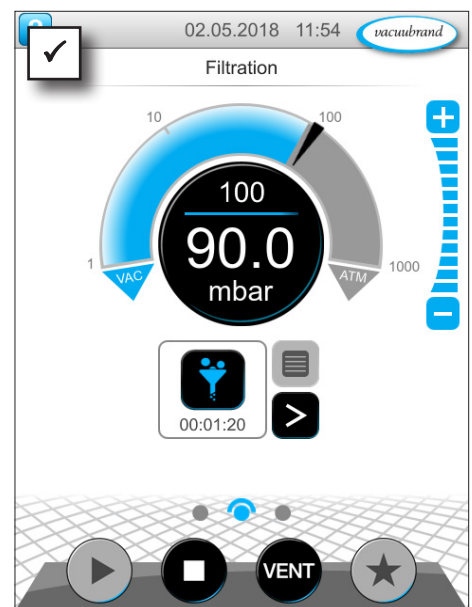 02.05.2018 11:54 vacuubrand
Filtration
10 100
100
90.0
mbar
1 VAC ATM 1000
00:01:20
VENT